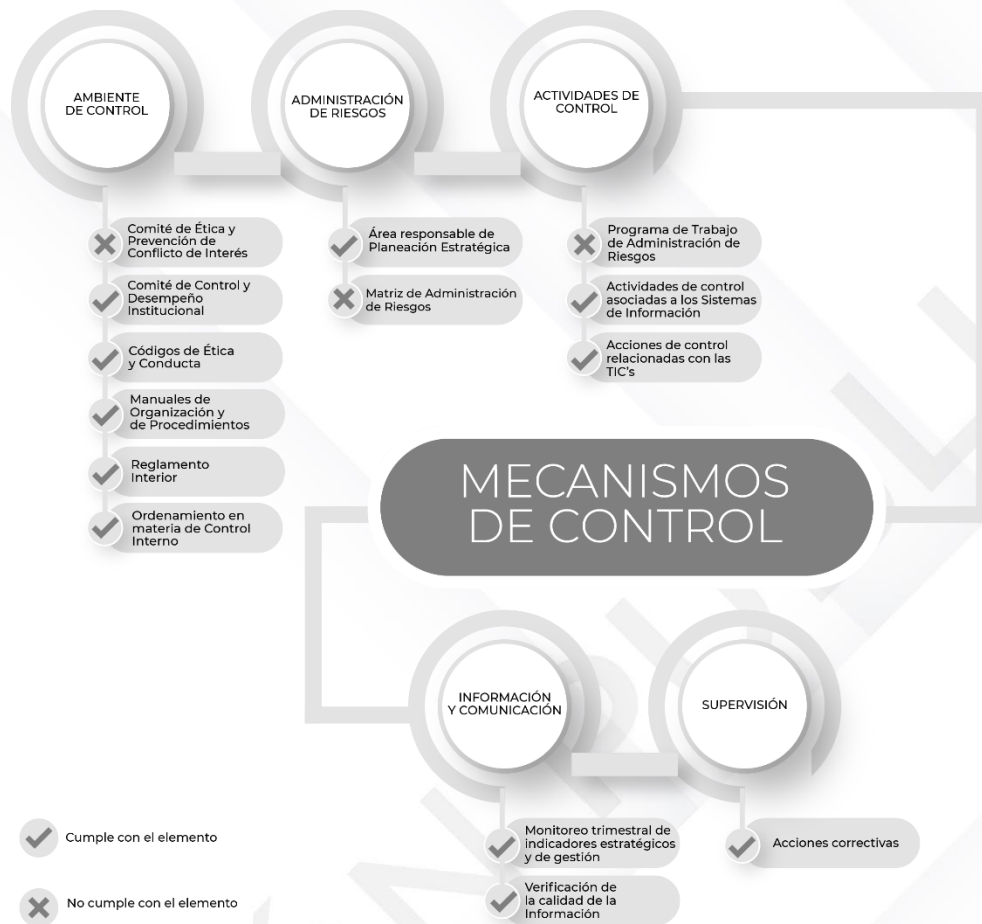 AMBIENTE
DE CONTROL
ADMINISTRACIÓN
DE RIESGOS
ACTIVIDADES DE
CONTROL
Comité de Ética y
Prevención de
Conflicto de Interés
Comité de Control y
Desempeño
Institucional
Códigos de Ética
y Conducta
Manuales de
Organización y
de Procedimientos
Reglamento
Interior
Ordenamiento en
materia de Control
Interno
Área responsable de
Planeación Estratégica
Matriz de Administración
de Riesgos
Programa de Trabajo
de Administración de
Riesgos
Actividades de control
asociadas a los Sistemas
de Información
Acciones de control
relacionadas con las
TIC's
MECANISMOS
DE CONTROL
INFORMACIÓN
Y COMUNICACIÓN
SUPERVISIÓN
Monitoreo trimestral de
indicadores estratégicos
y de gestión
Verificación de
la calidad de la
Información
Acciones correctivas
Cumple con el elemento
No cumple con el elemento